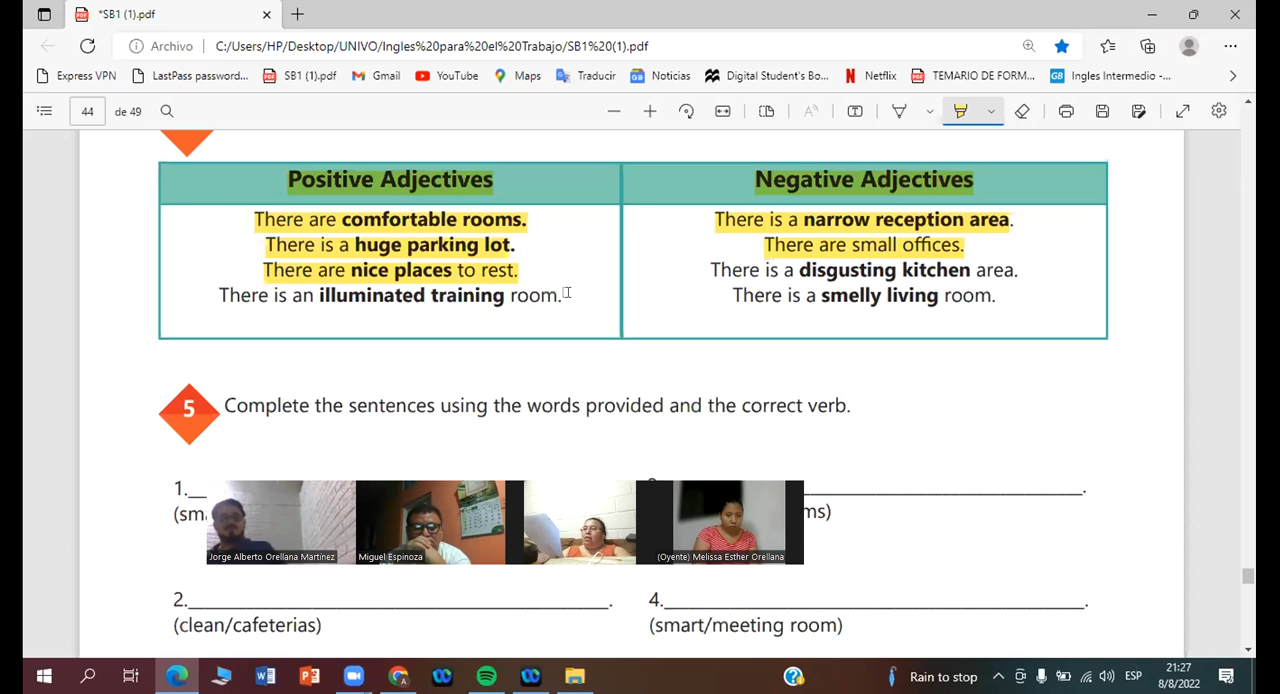 *SB1 (1).pdf
Archivo C:/Users/HP/Desktop/UNIVO/Ingles%20para%20el%20Trabajo/SB1%20(1).pdf
Express VPN LastPass password... SB1 (1).pdf Gmail YouTube Maps Traducir Noticias Digital Student's Bo... Netflix TEMARIO DE FORM... Ingles Intermedio -...
44 de 49
Positive Adjectives Negative Adjectives
There are comfortable rooms. There is a narrow reception area.
There is a huge parking lot. There are small offices.
There are nice places to rest. There is a disgusting kitchen area.
There is an illuminated training room. There is a smelly living room.
5 Complete the sentences using the words provided and the correct verb.
1.__ ____________________.
Jorge Alberto Orellana Martínez Miguel Espinoza (Oyente) Melissa Esther Orellana
2.______________________________. 4.______________________________.
(clean/cafeterias) (smart/meeting room)
Rain to stop ESP 21:27
8/8/2022